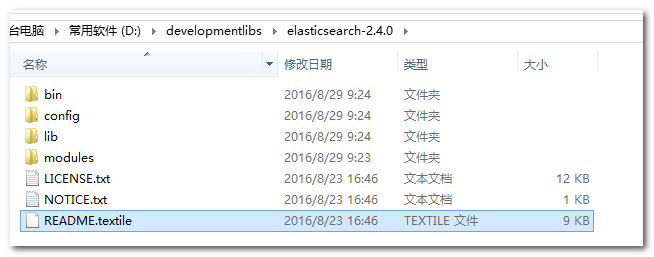 台电脑 常用软件 (D:) developmentlibs elasticsearch-2.4.0
名称 修改日期 类型 大小
bin 2016/8/29 9:24 文件夹
config 2016/8/29 9:24 文件夹
lib 2016/8/29 9:24 文件夹
modules 2016/8/29 9:23 文件夹
LICENSE.txt 2016/8/23 16:46 文本文档 12 KB
NOTICE.txt 2016/8/23 16:46 文本文档 1 KB
README.textile 2016/8/23 16:46 TEXTILE 文件 9 KB